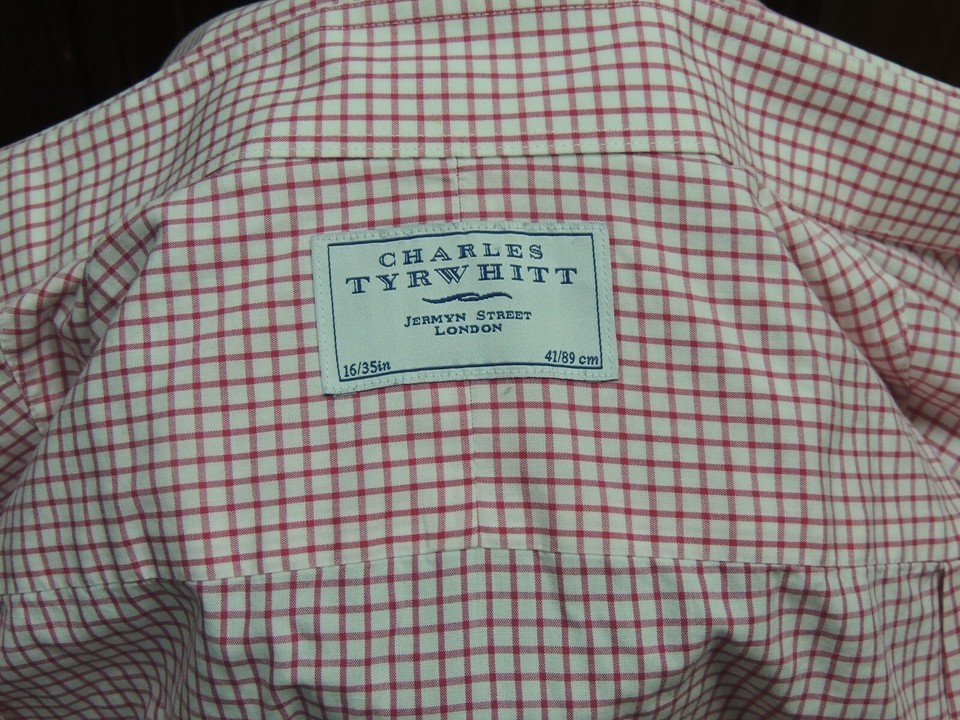 CHARLES
TYRWHITT
JERMYN STREET
LONDON
16/35in 41/89 cm